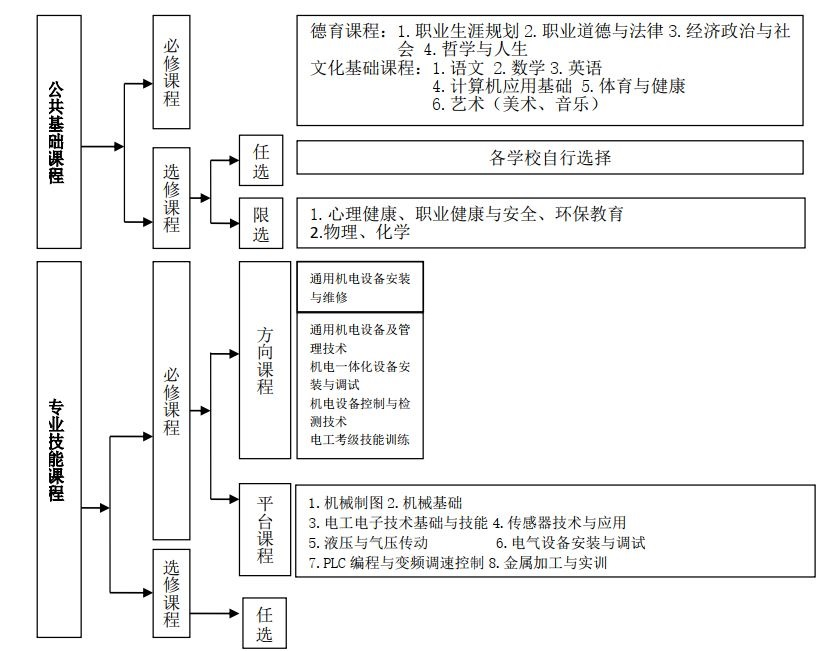 公共基础课程
必修课程
德育课程：1.职业生涯规划 2.职业道德与法律 3.经济政治与社
会 4.哲学与人生
文化基础课程：1.语文 2.数学 3.英语
4.计算机应用基础 5.体育与健康
6.艺术（美术、音乐）
选修课程
任选
各学校自行选择
限选
1.心理健康、职业健康与安全、环保教育
2.物理、化学
专业技能课程
必修课程
方向课程
通用机电设备安装
与维修
通用机电设备及管
理技术
机电一体化设备安
装与调试
机电设备控制与检
测技术
电工考级技能训练
平台课程
1.机械制图 2.机械基础
3.电工电子技术基础与技能 4.传感器技术与应用
5.液压与气压传动 6.电气设备安装与调试
7.PLC 编程与变频调速控制 8.金属加工与实训
选修课程
任选